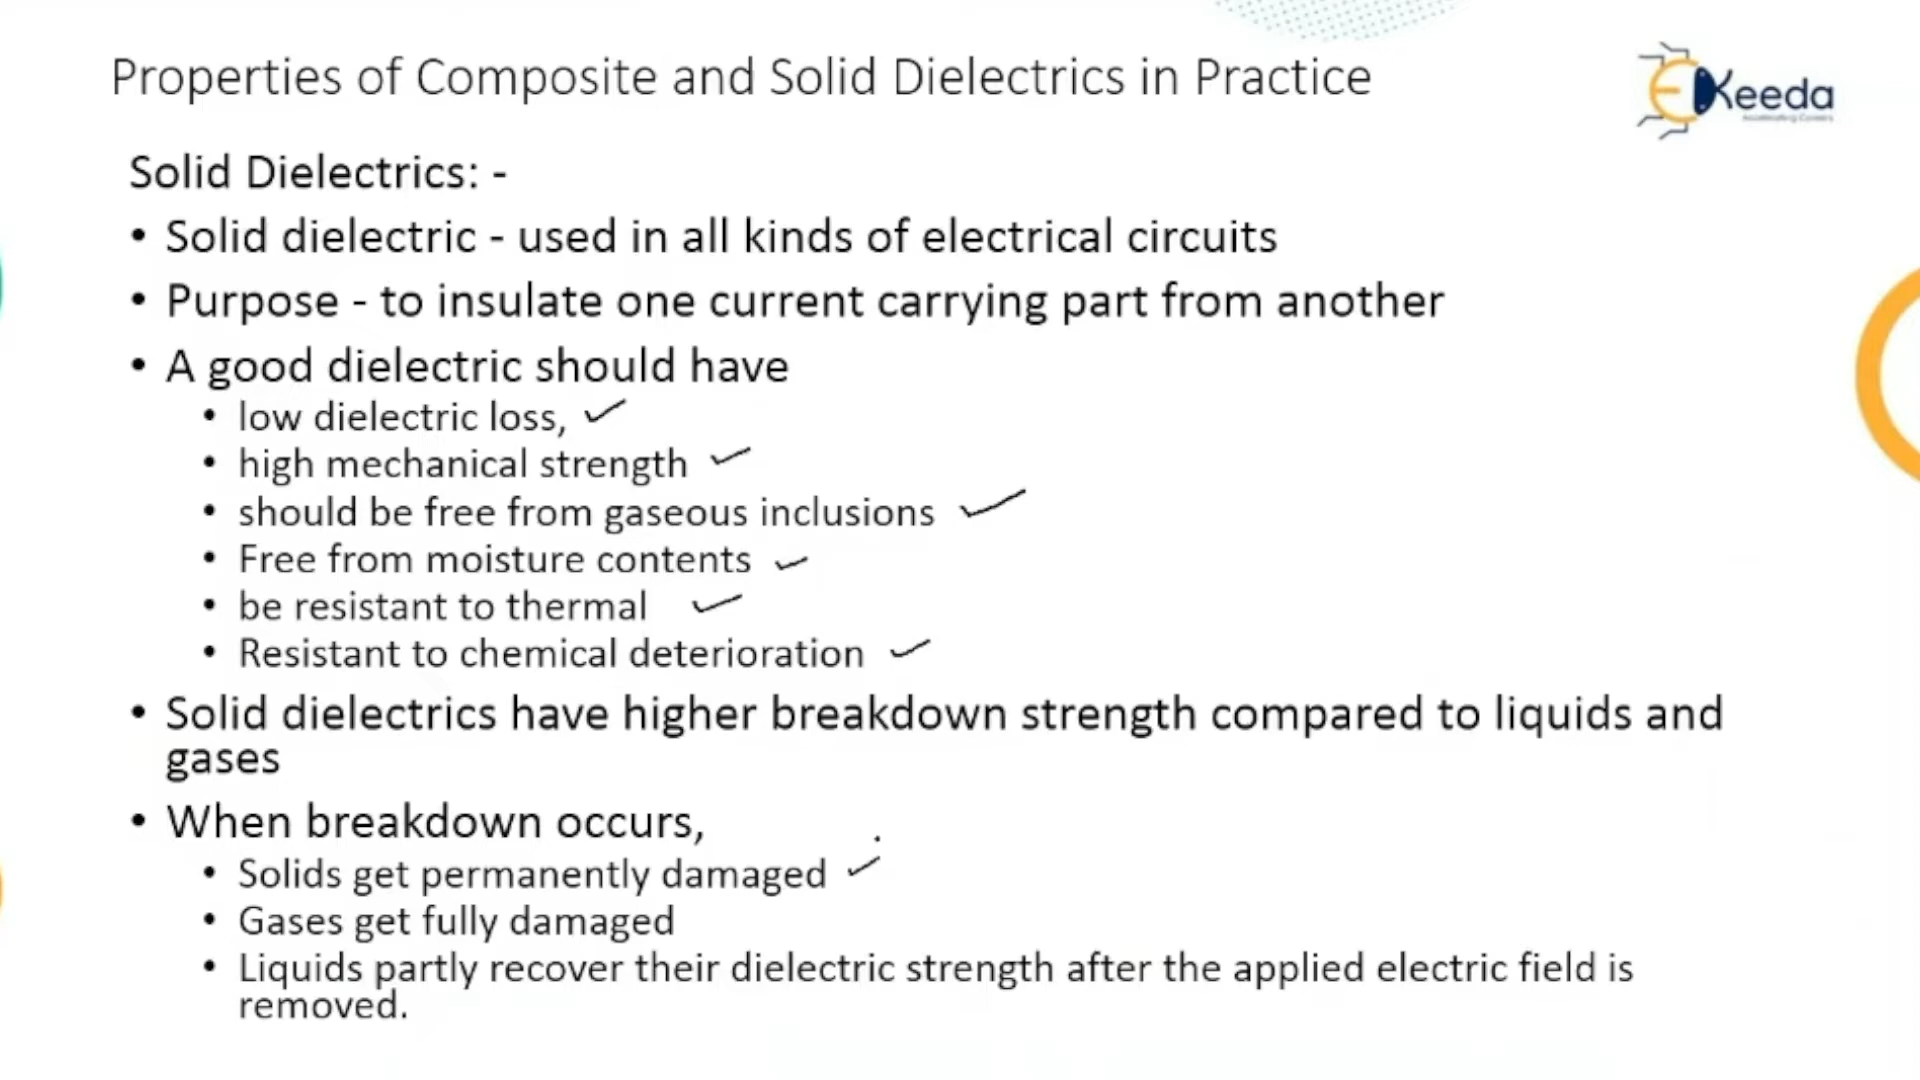 Properties of Composite and Solid Dielectrics in Practice
Keeda
Solid Dielectrics: -
• Solid dielectric - used in all kinds of electrical circuits
• Purpose - to insulate one current carrying part from another
• A good dielectric should have
• low dielectric loss,
• high mechanical strength
• should be free from gaseous inclusions
• Free from moisture contents
• be resistant to thermal
• Resistant to chemical deterioration
• Solid dielectrics have higher breakdown strength compared to liquids and
gases
• When breakdown occurs,
• Solids get permanently damaged
• Gases get fully damaged
• Liquids partly recover their dielectric strength after the applied electric field is
removed.